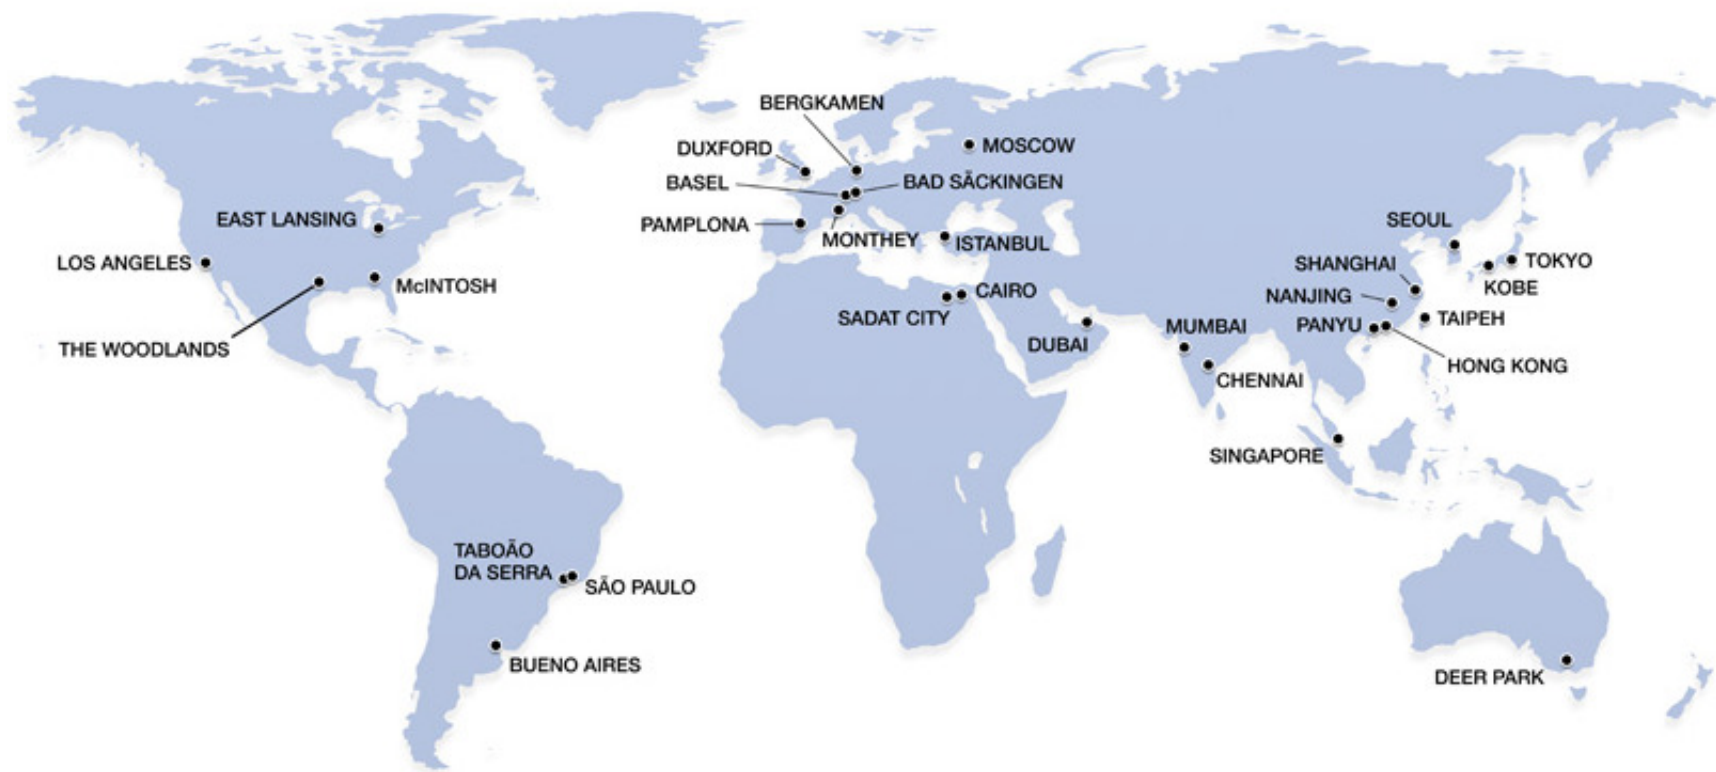 BERGKAMEN
MOSCOW
DUXFORD
BASEL
BAD SÄCKINGEN
EAST LANSING
PAMPLONA
MONTHEY
ISTANBUL
SEOUL
LOS ANGELES
McINTOSH
SHANGHAI
TOKYO
KOBE
CAIRO
NANJING
SADAT CITY
MUMBAI
PANYU
TAIPEH
DUBAI
THE WOODLANDS
HONG KONG
CHENNAI
SINGAPORE
TABOÃO
DA SERRA
SÃO PAULO
BUENO AIRES
DEER PARK